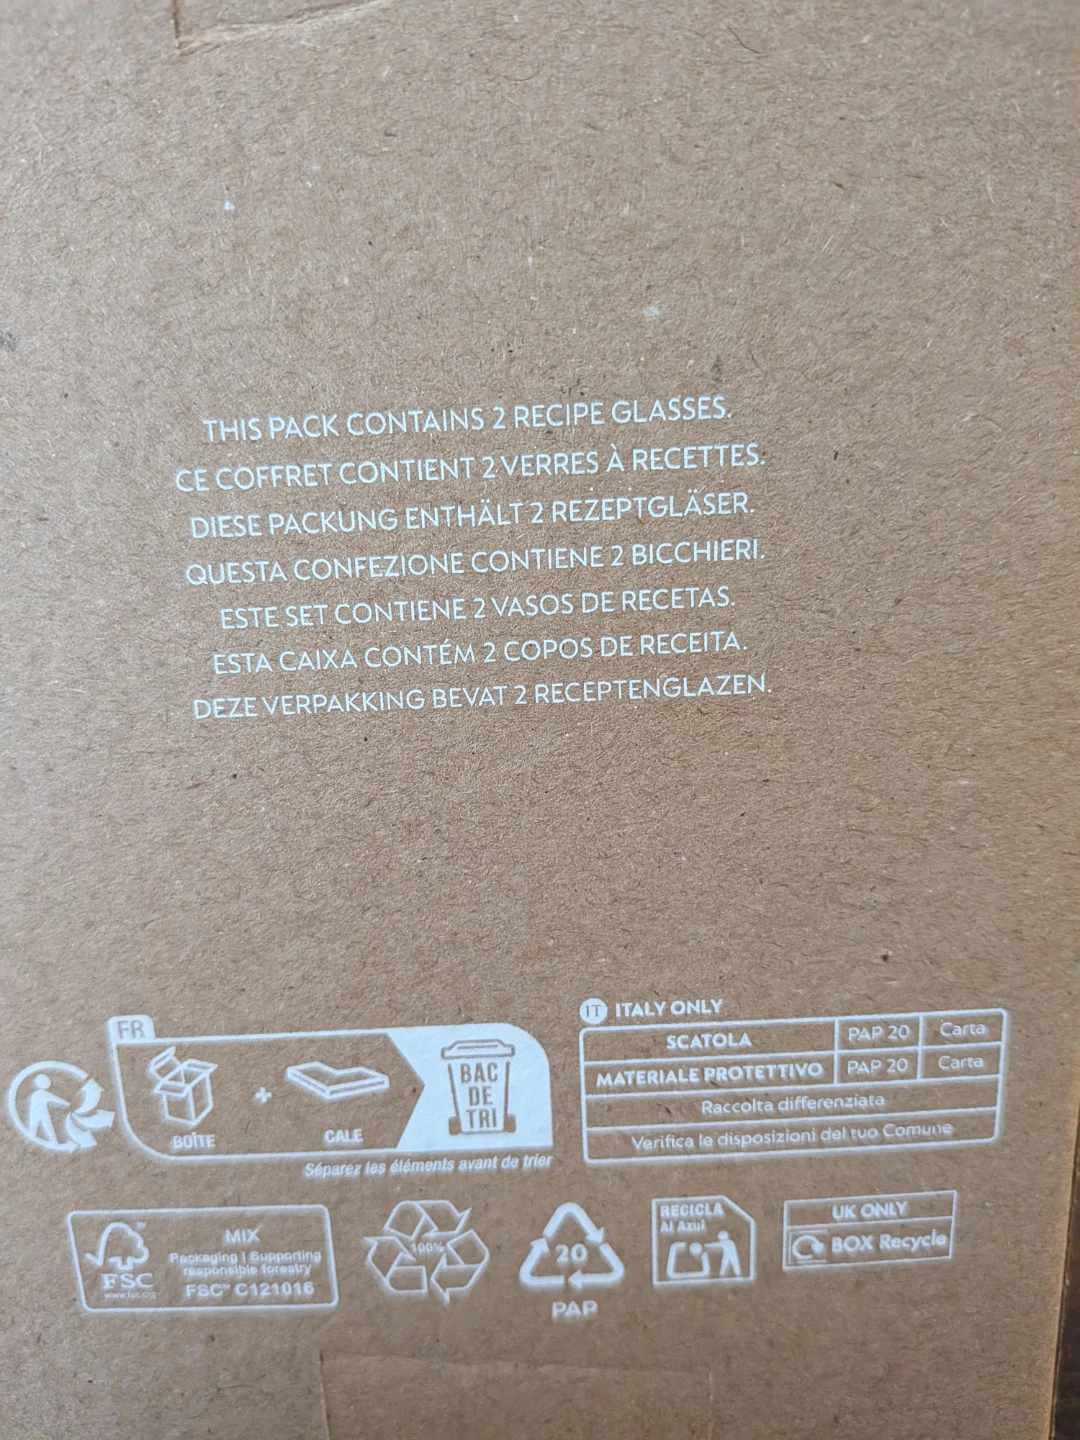 THIS PACK CONTAINS 2 RECIPE GLASSES.
CE COFFRET CONTIENT 2 VERRES À RECETTES.
DIESE PACKUNG ENTHÄLT 2 REZEPTGLÄSER.
QUESTA CONFEZIONE CONTIENE 2 BICCHIERI.
ESTE SET CONTIENE 2 VASOS DE RECETAS.
ESTA CAIXA CONTÉM 2 COPOS DE RECEITA.
DEZE VERPAKKING BEVAT 2 RECEPTENGLAZEN.
FR
BOÎTE
+
CALE
BAC
DE
TRI
Séparez les éléments avant de trier
IT ITALY ONLY
SCATOLA PAP 20 Carta
MATERIALE PROTETTIVO PAP 20 Carta
Raccolta differenziata
Verifica le disposizioni del tuo Comune
FSC
www.fsc.org
MIX
Packaging | Supporting
responsible forestry
FSC™ C121016
100%
20
PAP
RECICLA
Al Azul
UK ONLY
BOX Recycle